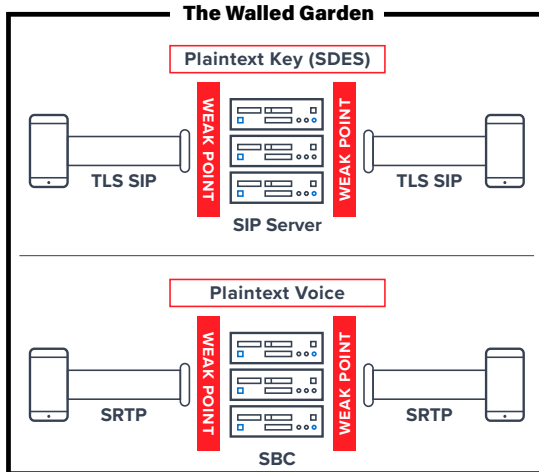 The Walled Garden
Plaintext Key (SDES)
WEAK POINT
WEAK POINT
TLS SIP
TLS SIP
SIP Server
Plaintext Voice
WEAK POINT
WEAK POINT
SRTP
SRTP
SBC